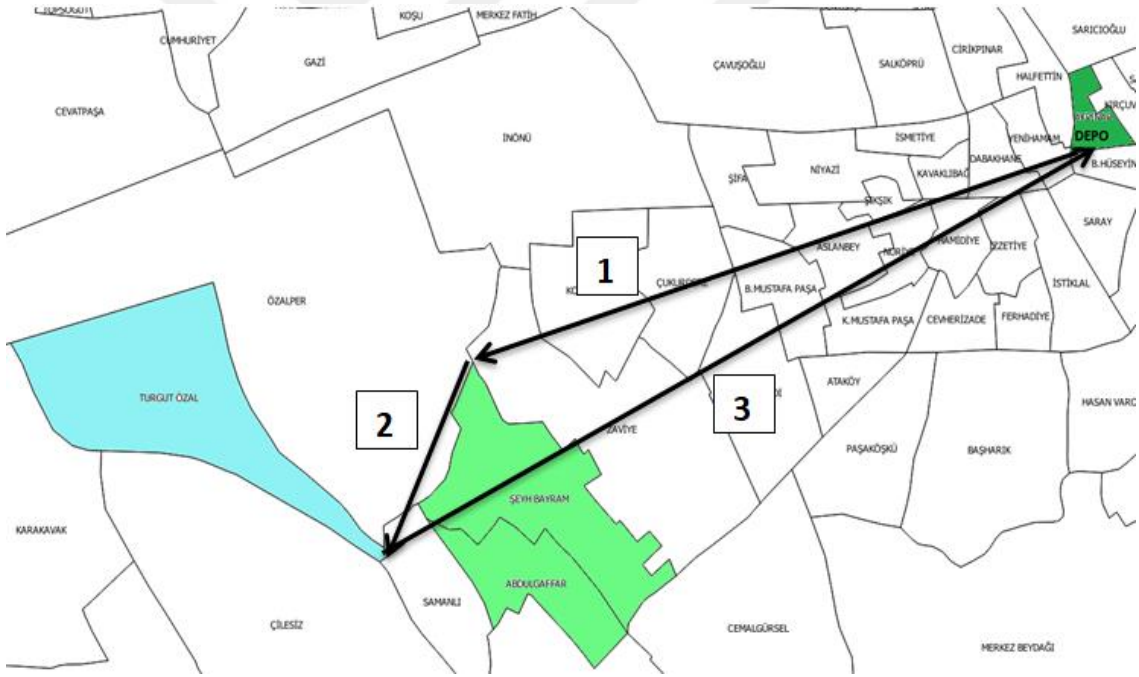 KOŞU
MERKEZ FATİH
CUMHURİYET
GAZİ
CEVATPAŞA
SARICIOĞLU
ÇAVUŞOĞLU
SALKÖPRÜ
CİRİKPINAR
HALFETTİN
DEPO
İNÖNÜ
İSMETİYE
YENİHAMAM
B.HÜSEYİN
ŞİFA
NİYAZİ
KAVAKLIBAĞ
DABAKHANE
ŞIKŞIK
SARAY
ASLANBEY
HAMİDİYE
İZZETİYE
1
B.MUSTAFA PAŞA
İSTİKLAL
ÖZALPER
K.MUSTAFA PAŞA
CEVHERİZADE
FERHADİYE
TURGUT ÖZAL
2
3
ATAKÖY
HASAN VARO
ZAVİYE
PAŞAKÖŞKÜ
BAŞHARIK
ŞEYH BAYRAM
KARAKAVAK
ABDULGAFFAR
SAMANLI
ÇİLESİZ
CEMALGÜRSEL
MERKEZ BEYDAĞI